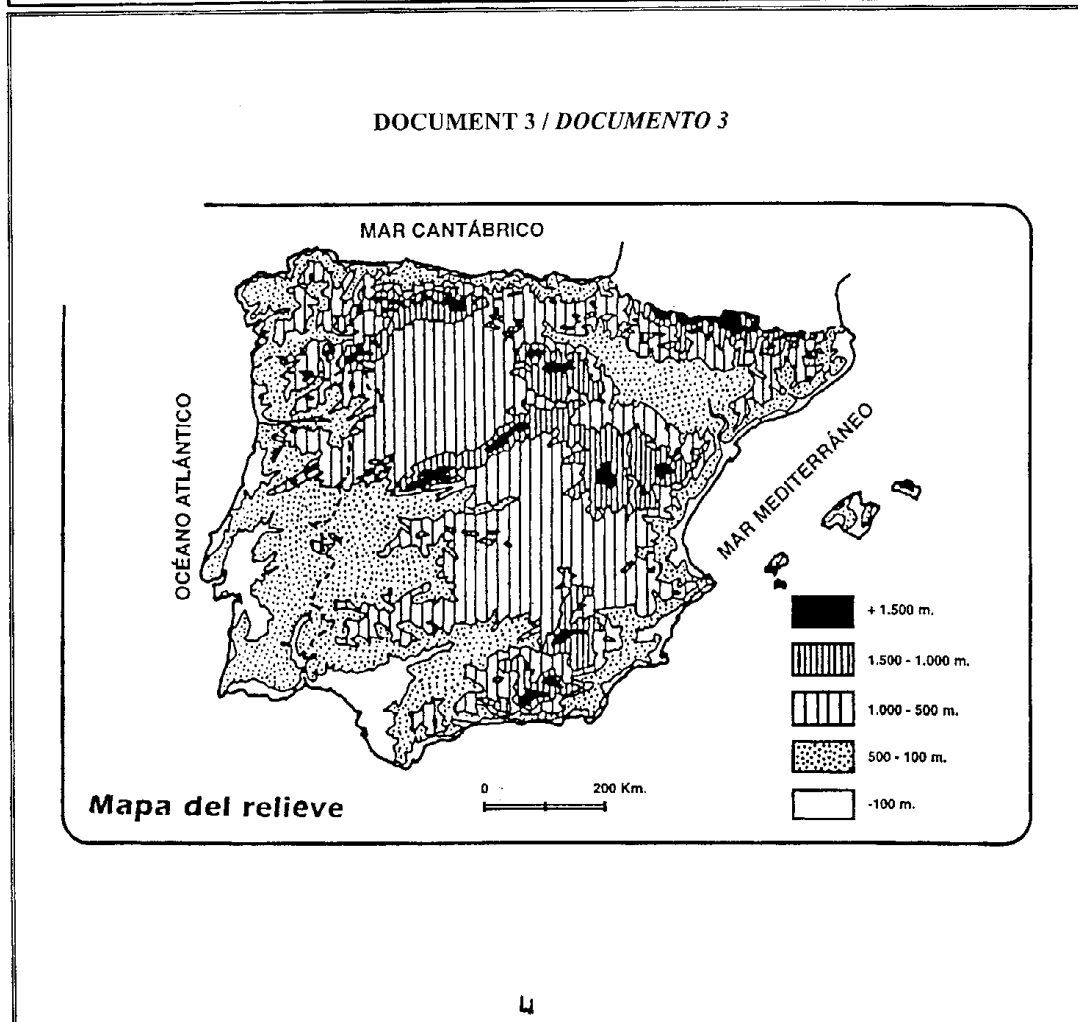 DOCUMENT 3 / DOCUMENTO 3
MAR CANTÁBRICO
OCÉANO ATLÁNTICO
MAR MEDITERRÁNEO
+ 1.500 m.
1.500 - 1.000 m.
1.000 - 500 m.
500 - 100 m.
-100 m.
0 200 Km.
Mapa del relieve
4